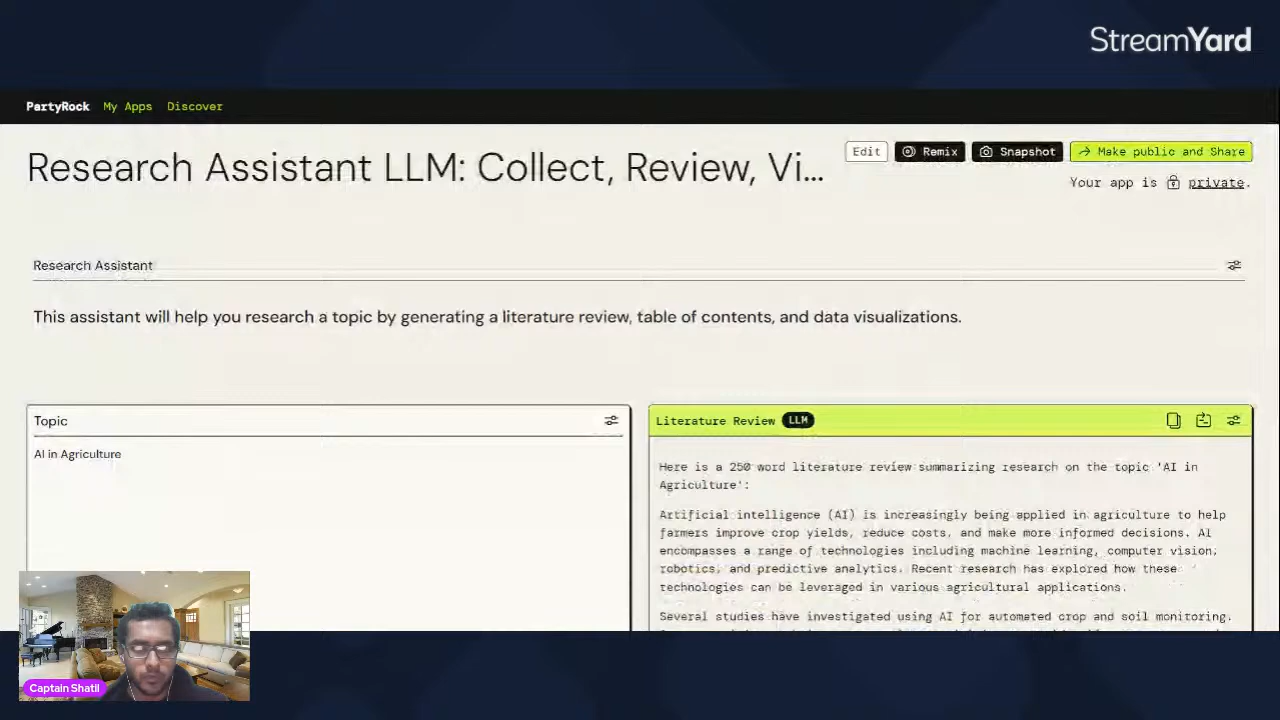 StreamYard
PartyRock My Apps Discover
Research Assistant LLM: Collect, Review, Vi...
Edit Remix Snapshot Make public and Share
Your app is private.
Research Assistant
This assistant will help you research a topic by generating a literature review, table of contents, and data visualizations.
Topic
AI in Agriculture
Literature Review LLM
Here is a 250 word literature review summarizing research on the topic 'AI in
Agriculture':
Artificial intelligence (AI) is increasingly being applied in agriculture to help
farmers improve crop yields, reduce costs, and make more informed decisions. AI
encompasses a range of technologies including machine learning, computer vision,
robotics, and predictive analytics. Recent research has explored how these
technologies can be leveraged in various agricultural applications.
Several studies have investigated using AI for automated crop and soil monitoring.
Captain Shatil